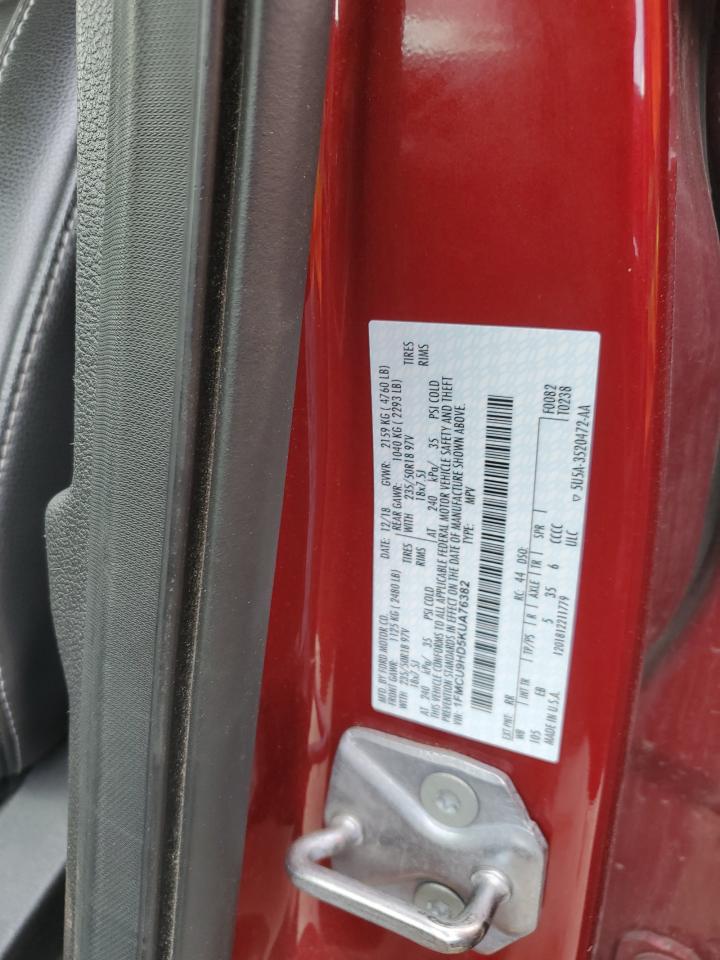 MFD. BY FORD MOTOR CO. DATE: 12/18 GVWR: 2159 KG ( 4760 LB)
FRONT GAWR: 1125 KG ( 2480 LB) REAR GAWR: 1040 KG ( 2293 LB)
WITH 235/50R18 97V TIRES WITH 235/50R18 97V TIRES
18x7.5J RIMS 18x7.5J RIMS
AT 240 kPa/ 35 PSI COLD AT 240 kPa/ 35 PSI COLD
THIS VEHICLE CONFORMS TO ALL APPLICABLE FEDERAL MOTOR VEHICLE SAFETY AND THEFT
PREVENTION STANDARDS IN EFFECT ON THE DATE OF MANUFACTURE SHOWN ABOVE.
VIN: 1FMCU9HD5KUA76382 TYPE: MPV
EXT PNT: RR RC: 44 DSO: F0082
WB INT TR TP/PS R AXLE TR SPR T0238
105 EB 5 35 6 CCCC
MADE IN U.S.A. 1201812211779 ULC 5U5A-3520472-AA